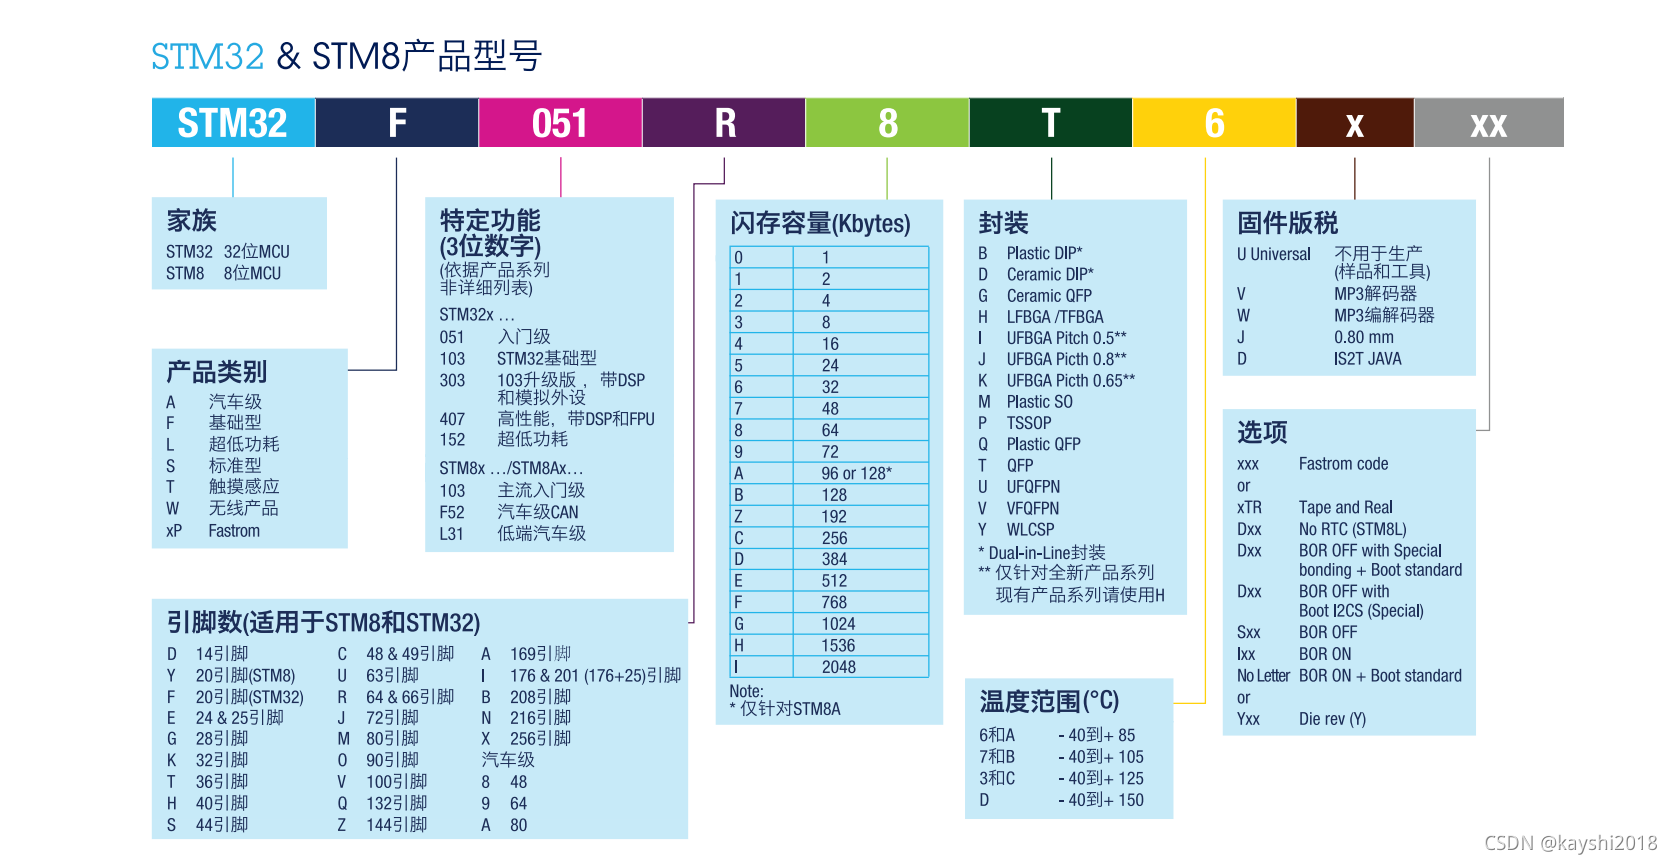 STM32 & STM8产品型号
STM32 F 051 R 8 T 6 x xx
家族
STM32 32位MCU
STM8 8位MCU
产品类别
A 汽车级
F 基础型
L 超低功耗
S 标准型
T 触摸感应
W 无线产品
xP Fastrom
特定功能
(3位数字)
(依据产品系列
非详细列表)
STM32x ...
051 入门级
103 STM32基础型
303 103升级版，带DSP
和模拟外设
407 高性能，带DSP和FPU
152 超低功耗
STM8x .../STM8Ax...
103 主流入门级
F52 汽车级CAN
L31 低端汽车级
引脚数(适用于STM8和STM32)
D 14引脚
Y 20引脚(STM8)
F 20引脚(STM32)
E 24 & 25引脚
G 28引脚
K 32引脚
T 36引脚
H 40引脚
S 44引脚
C 48 & 49引脚
U 63引脚
R 64 & 66引脚
J 72引脚
M 80引脚
O 90引脚
V 100引脚
Q 132引脚
Z 144引脚
A 169引脚
I 176 & 201 (176+25)引脚
B 208引脚
N 216引脚
X 256引脚
汽车级
8 48
9 64
A 80
闪存容量(Kbytes)
0 1
1 2
2 4
3 8
4 16
5 24
6 32
7 48
8 64
9 72
A 96 or 128*
B 128
Z 192
C 256
D 384
E 512
F 768
G 1024
H 1536
I 2048
Note:
* 仅针对STM8A
封装
B Plastic DIP*
D Ceramic DIP*
G Ceramic QFP
H LFBGA /TFBGA
I UFBGA Pitch 0.5**
J UFBGA Picth 0.8**
K UFBGA Picth 0.65**
M Plastic SO
P TSSOP
Q Plastic QFP
T QFP
U UFQFPN
V VFQFPN
Y WLCSP
* Dual-in-Line封装
** 仅针对全新产品系列
现有产品系列请使用H
温度范围(°C)
6和A - 40到+ 85
7和B - 40到+ 105
3和C - 40到+ 125
D - 40到+ 150
固件版税
U Universal 不用于生产
(样品和工具)
V MP3解码器
W MP3编解码器
J 0.80 mm
D IS2T JAVA
选项
xxx Fastrom code
or
xTR Tape and Real
Dxx No RTC (STM8L)
Dxx BOR OFF with Special
bonding + Boot standard
Dxx BOR OFF with
Boot I2CS (Special)
Sxx BOR OFF
Ixx BOR ON
No Letter BOR ON + Boot standard
or
Yxx Die rev (Y)
CSDN @kayshi2018